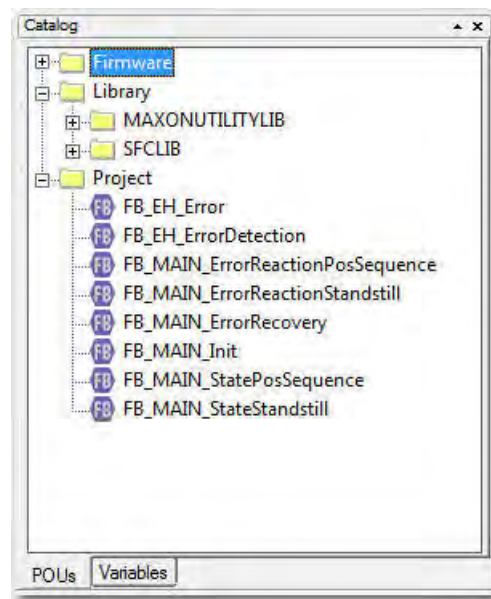 Catalog
Firmware
Library
MAXONUTILITYLIB
SFCLIB
Project
FB FB_EH_Error
FB FB_EH_ErrorDetection
FB FB_MAIN_ErrorReactionPosSequence
FB FB_MAIN_ErrorReactionStandstill
FB FB_MAIN_ErrorRecovery
FB FB_MAIN_Init
FB FB_MAIN_StatePosSequence
FB FB_MAIN_StateStandstill
POUs Variables